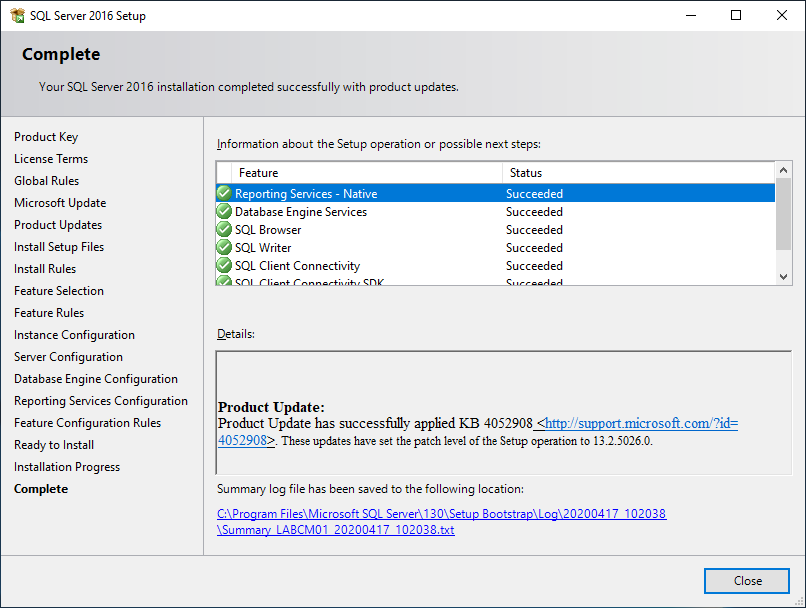 SQL Server 2016 Setup
Complete
Your SQL Server 2016 installation completed successfully with product updates.
Product Key
License Terms
Global Rules
Microsoft Update
Product Updates
Install Setup Files
Install Rules
Feature Selection
Feature Rules
Instance Configuration
Server Configuration
Database Engine Configuration
Reporting Services Configuration
Feature Configuration Rules
Ready to Install
Installation Progress
Complete
Information about the Setup operation or possible next steps:
Feature Status
Reporting Services - Native Succeeded
Database Engine Services Succeeded
SQL Browser Succeeded
SQL Writer Succeeded
SQL Client Connectivity Succeeded
SQL Client Connectivity SDK Succeeded
Details:
Product Update:
Product Update has successfully applied KB 4052908 <http://support.microsoft.com/?id=
4052908>. These updates have set the patch level of the Setup operation to 13.2.5026.0.
Summary log file has been saved to the following location:
C:\Program Files\Microsoft SQL Server\130\Setup Bootstrap\Log\20200417_102038
\Summary_LABCM01_20200417_102038.txt
Close